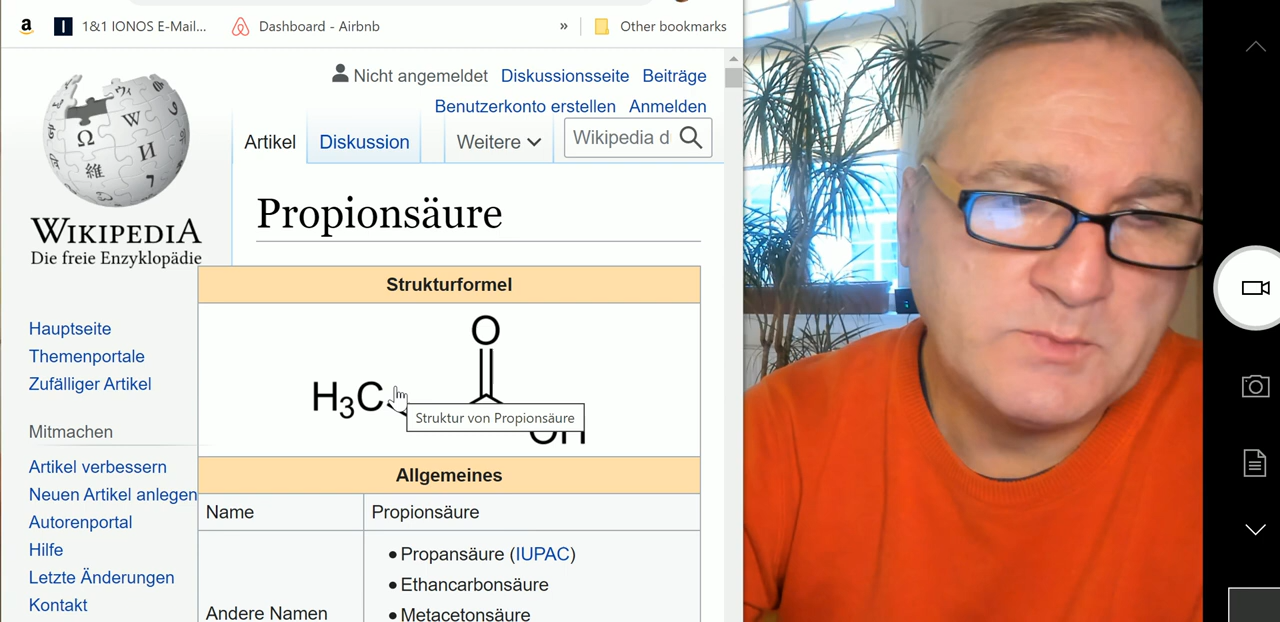 a 1&1 IONOS E-Mail... Dashboard - Airbnb » Other bookmarks
Nicht angemeldet Diskussionsseite Beiträge
Benutzerkonto erstellen Anmelden
Artikel Diskussion Weitere Wikipedia d
WIKIPEDIA
Die freie Enzyklopädie
Propionsäure
Strukturformel
O
H3C
Struktur von Propionsäure
OH
Hauptseite
Themenportale
Zufälliger Artikel
Mitmachen
Artikel verbessern
Neuen Artikel anlegen
Autorenportal
Hilfe
Letzte Änderungen
Kontakt
Allgemeines
Name Propionsäure
Andere Namen
• Propansäure (IUPAC)
• Ethancarbonsäure
• Metacetonsäure